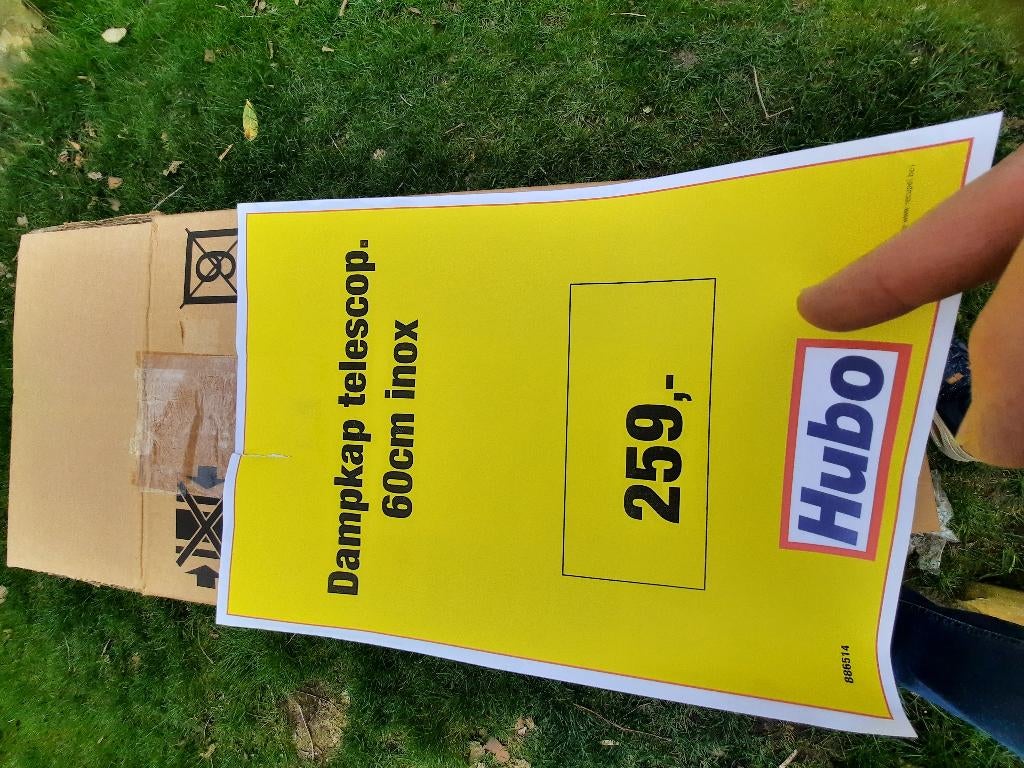 Dampkap telescop.
60cm inox
259,-
Hubo
886514